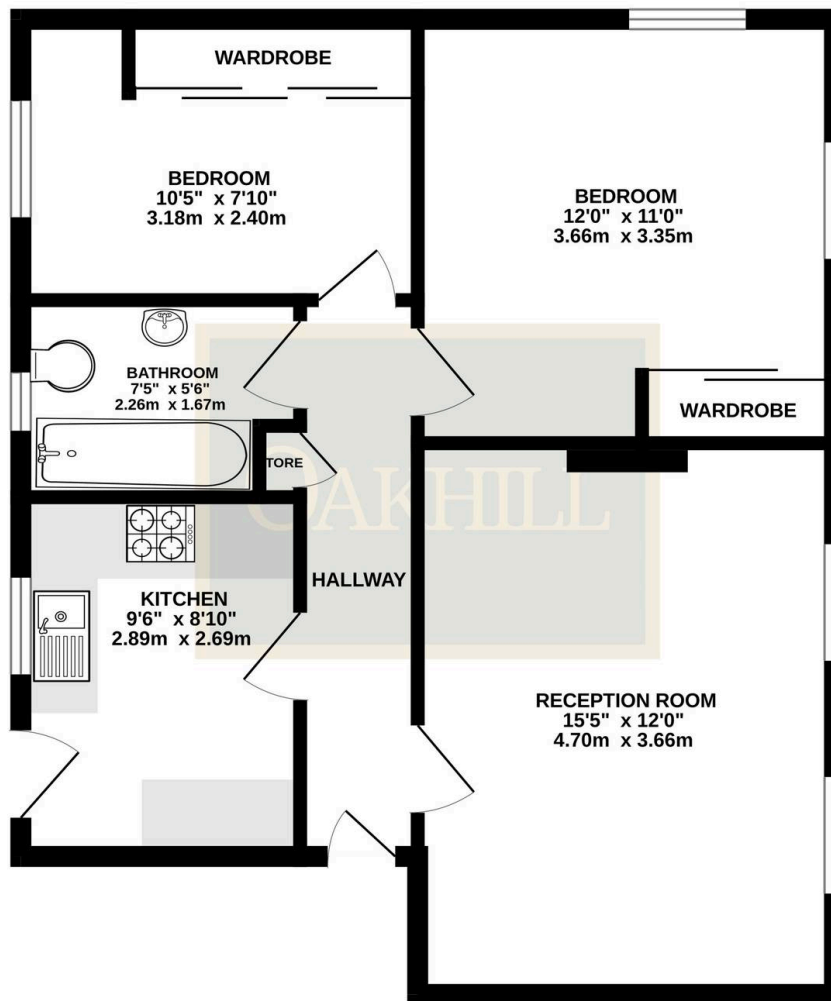 WARDROBE
BEDROOM
10'5" x 7'10"
3.18m x 2.40m
BEDROOM
12'0" x 11'0"
3.66m x 3.35m
BATHROOM
7'5" x 5'6"
2.26m x 1.67m
WARDROBE
TORE
OAKHILL
HALLWAY
KITCHEN
9'6" x 8'10"
2.89m x 2.69m
RECEPTION ROOM
15'5" x 12'0"
4.70m x 3.66m